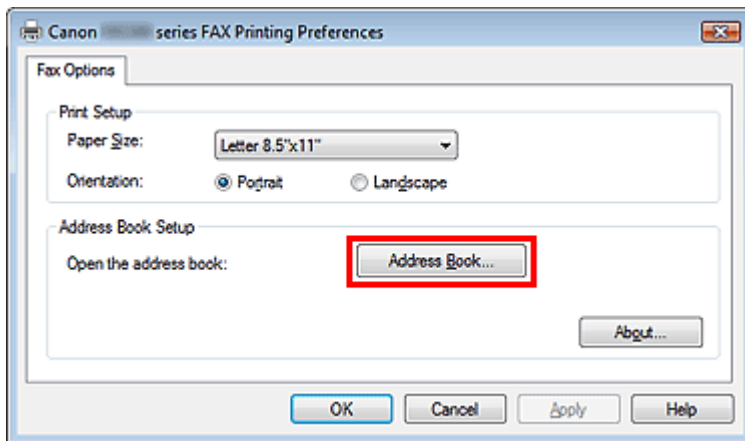 Canon series FAX Printing Preferences
Fax Options
Print Setup
Paper Size: Letter 8.5"x11"
Orientation: Portrait Landscape
Address Book Setup
Open the address book: Address Book...
About...
OK Cancel Apply Help